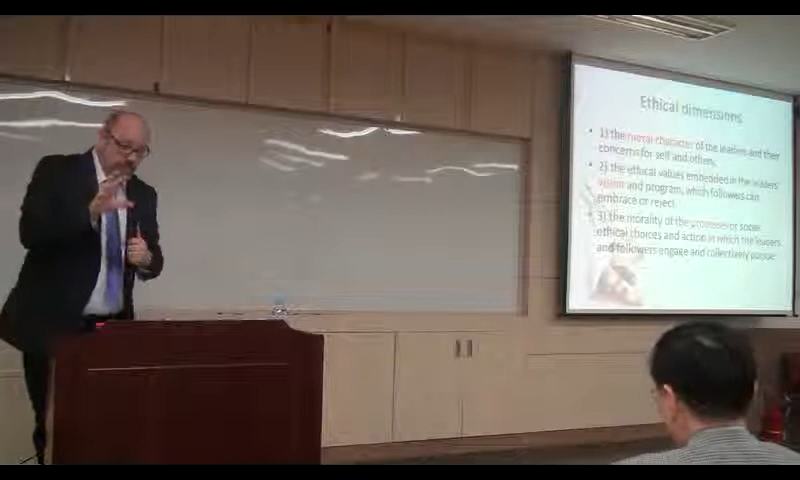 Ethical dimensions
• 1) the moral character of the leaders and their
concerns for self and others,
• 2) the ethical values embedded in the leaders'
vision and program, which followers can
embrace or reject
• 3) the morality of the processes or social
ethical choices and action in which the leaders
and followers engage and collectively pursue